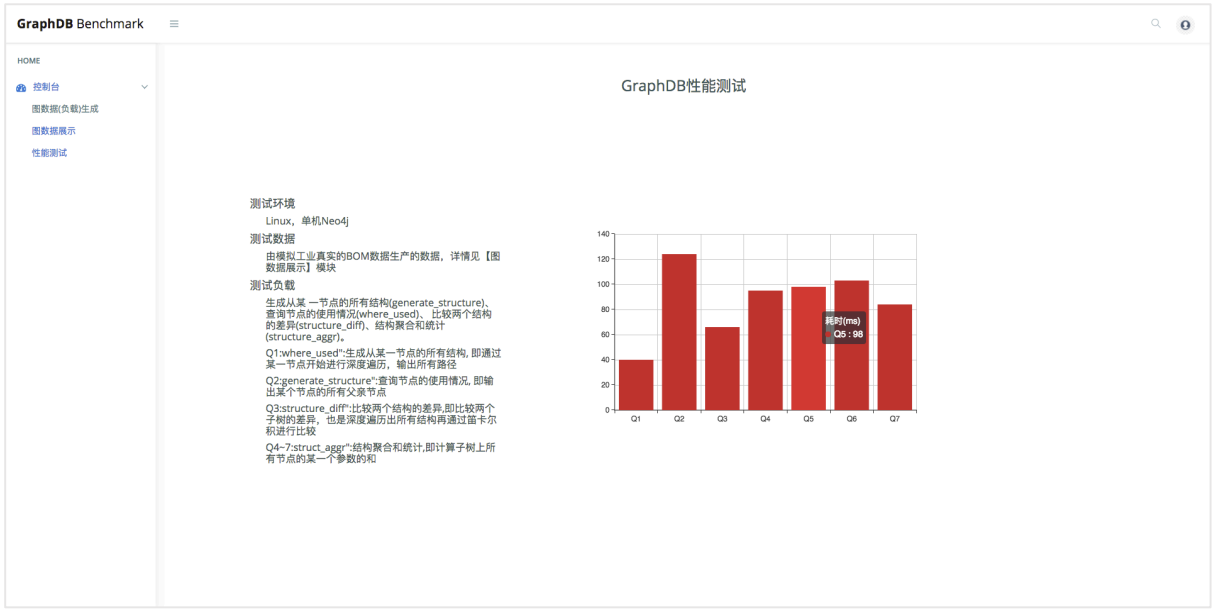 GraphDB Benchmark
HOME
控制台
图数据(负载)生成
图数据展示
性能测试
GraphDB性能测试
测试环境
Linux，单机Neo4j
测试数据
由模拟工业真实的BOM数据生产的数据，详情见【图
数据展示】模块
测试负载
生成从某 一节点的所有结构(generate_structure)、
查询节点的使用情况(where_used)、 比较两个结构
的差异(structure_diff)、结构聚合和统计
(structure_aggr)。
Q1:where_used":生成从某一节点的所有结构, 即通过
某一节点开始进行深度遍历，输出所有路径
Q2:generate_structure":查询节点的使用情况, 即输
出某个节点的所有父亲节点
Q3:structure_diff":比较两个结构的差异,即比较两个
子树的差异，也是深度遍历出所有结构再通过笛卡尔
积进行比较
Q4~7:struct_aggr":结构聚合和统计,即计算子树上所
有节点的某一个参数的和
140
120
100
80
60
40
20
0
耗时(ms)
Q5 : 98
Q1 Q2 Q3 Q4 Q5 Q6 Q7